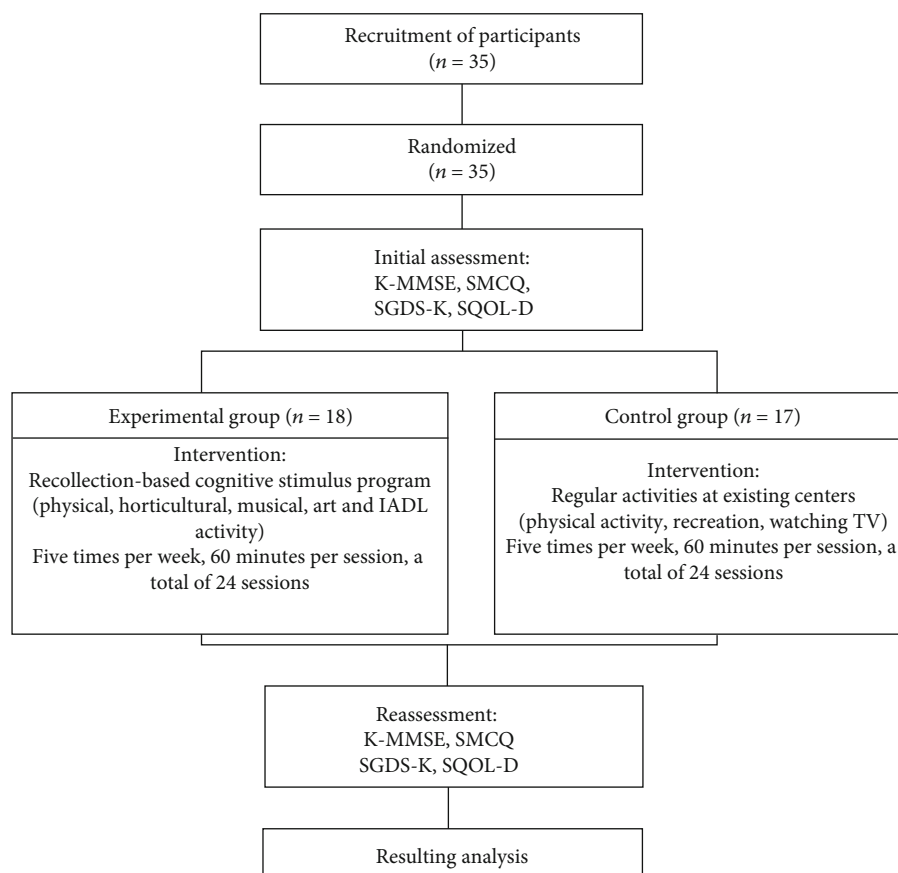 Recruitment of participants
(n = 35)
Randomized
(n = 35)
Initial assessment:
K-MMSE, SMCQ,
SGDS-K, SQOL-D
Experimental group (n = 18)
Intervention:
Recollection-based cognitive stimulus program
(physical, horticultural, musical, art and IADL
activity)
Five times per week, 60 minutes per session, a
total of 24 sessions
Control group (n = 17)
Intervention:
Regular activities at existing centers
(physical activity, recreation, watching TV)
Five times per week, 60 minutes per session, a
total of 24 sessions
Reassessment:
K-MMSE, SMCQ
SGDS-K, SQOL-D
Resulting analysis